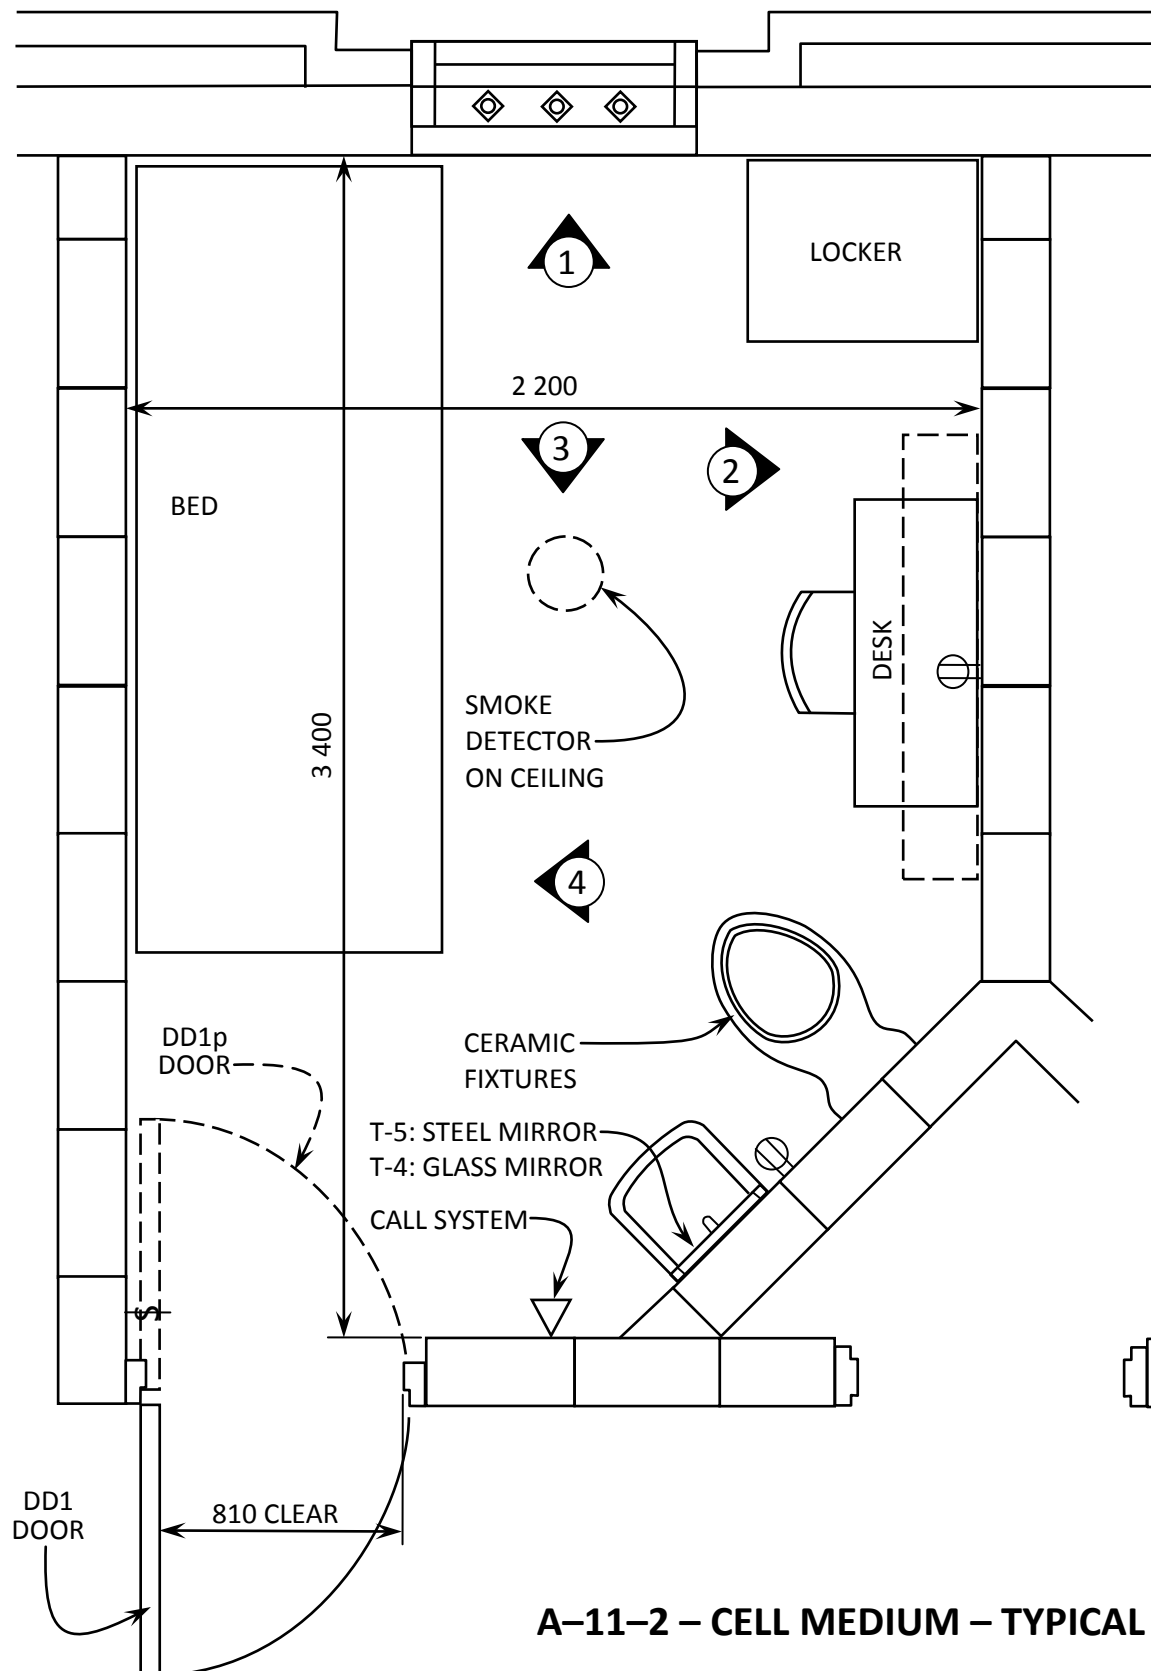 1
LOCKER
2 200
3
2
BED
DESK
SMOKE
DETECTOR
ON CEILING
3 400
4
DD1p
DOOR
CERAMIC
FIXTURES
T-5: STEEL MIRROR
T-4: GLASS MIRROR
CALL SYSTEM
$
DD1
DOOR
810 CLEAR
A–11–2 – CELL MEDIUM – TYPICAL